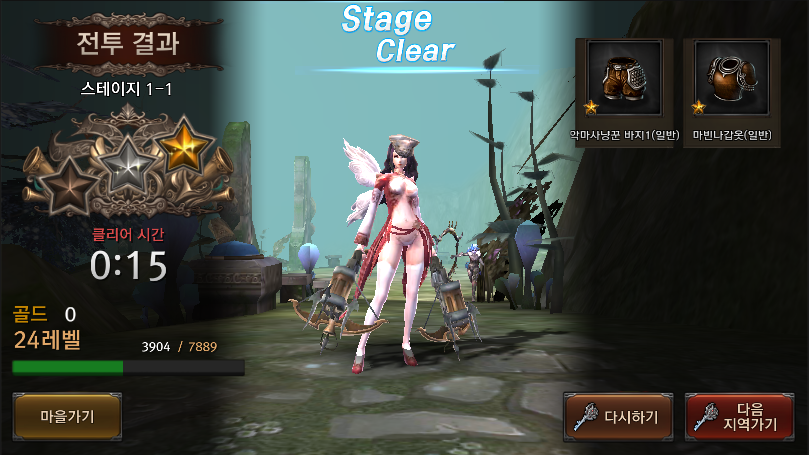 전투 결과
스테이지 1-1
클리어 시간
0:15
골드 0
24레벨
3904 / 7889
마을가기
Stage
Clear
악마사냥꾼 바지1(일반)
마빈나갑옷(일반)
다시하기
다음
지역가기